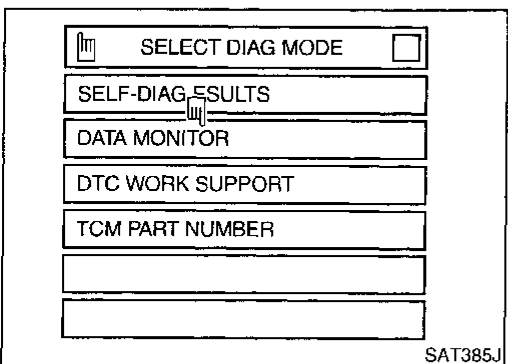 SELECT DIAG MODE
SELF-DIAG ESULTS
DATA MONITOR
DTC WORK SUPPORT
TCM PART NUMBER
SAT385J